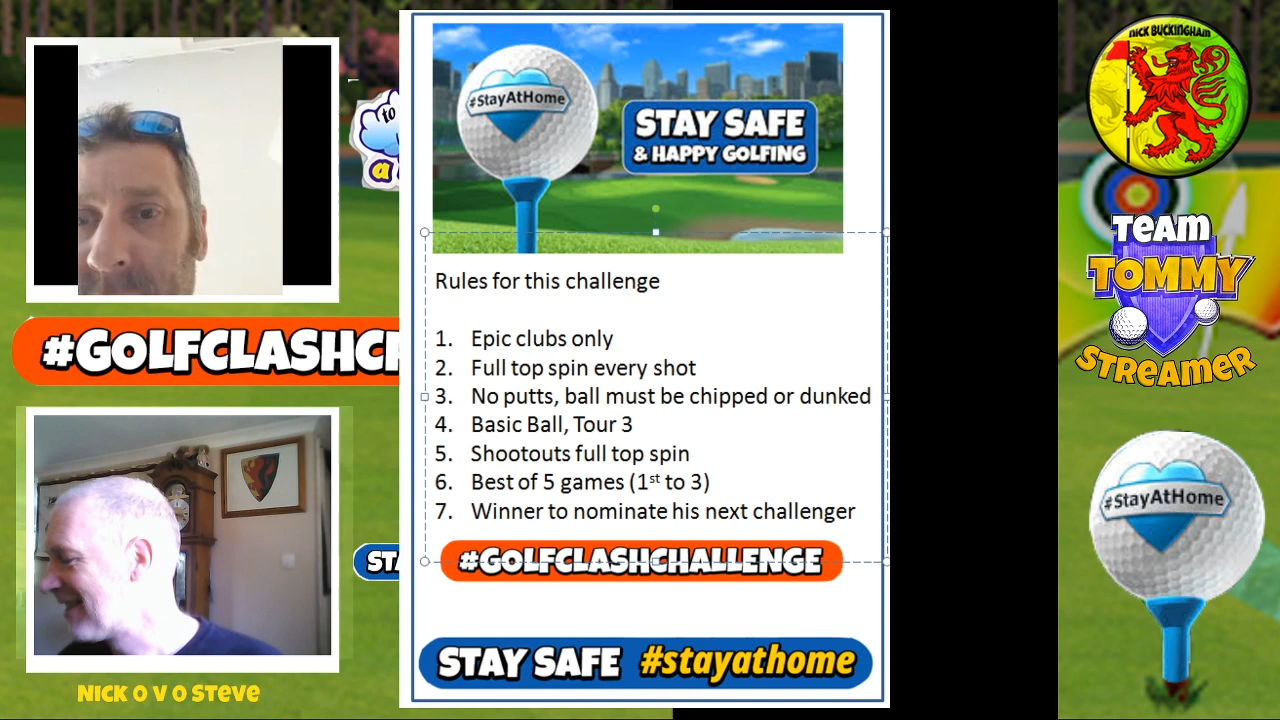 NICK BUCKINGHAM
#StayAtHome
STAY SAFE
& HAPPY GOLFING
to
a
#GOLFCLASHC
Rules for this challenge
1. Epic clubs only
2. Full top spin every shot
3. No putts, ball must be chipped or dunked
4. Basic Ball, Tour 3
5. Shootouts full top spin
6. Best of 5 games (1st to 3)
7. Winner to nominate his next challenger
#GOLFCLASHCHALLENGE
STAY SAFE #stayathome
STA
NICK 0 V 0 STEVE
TEAM
TOMMY
STREAMER
#StayAtHome